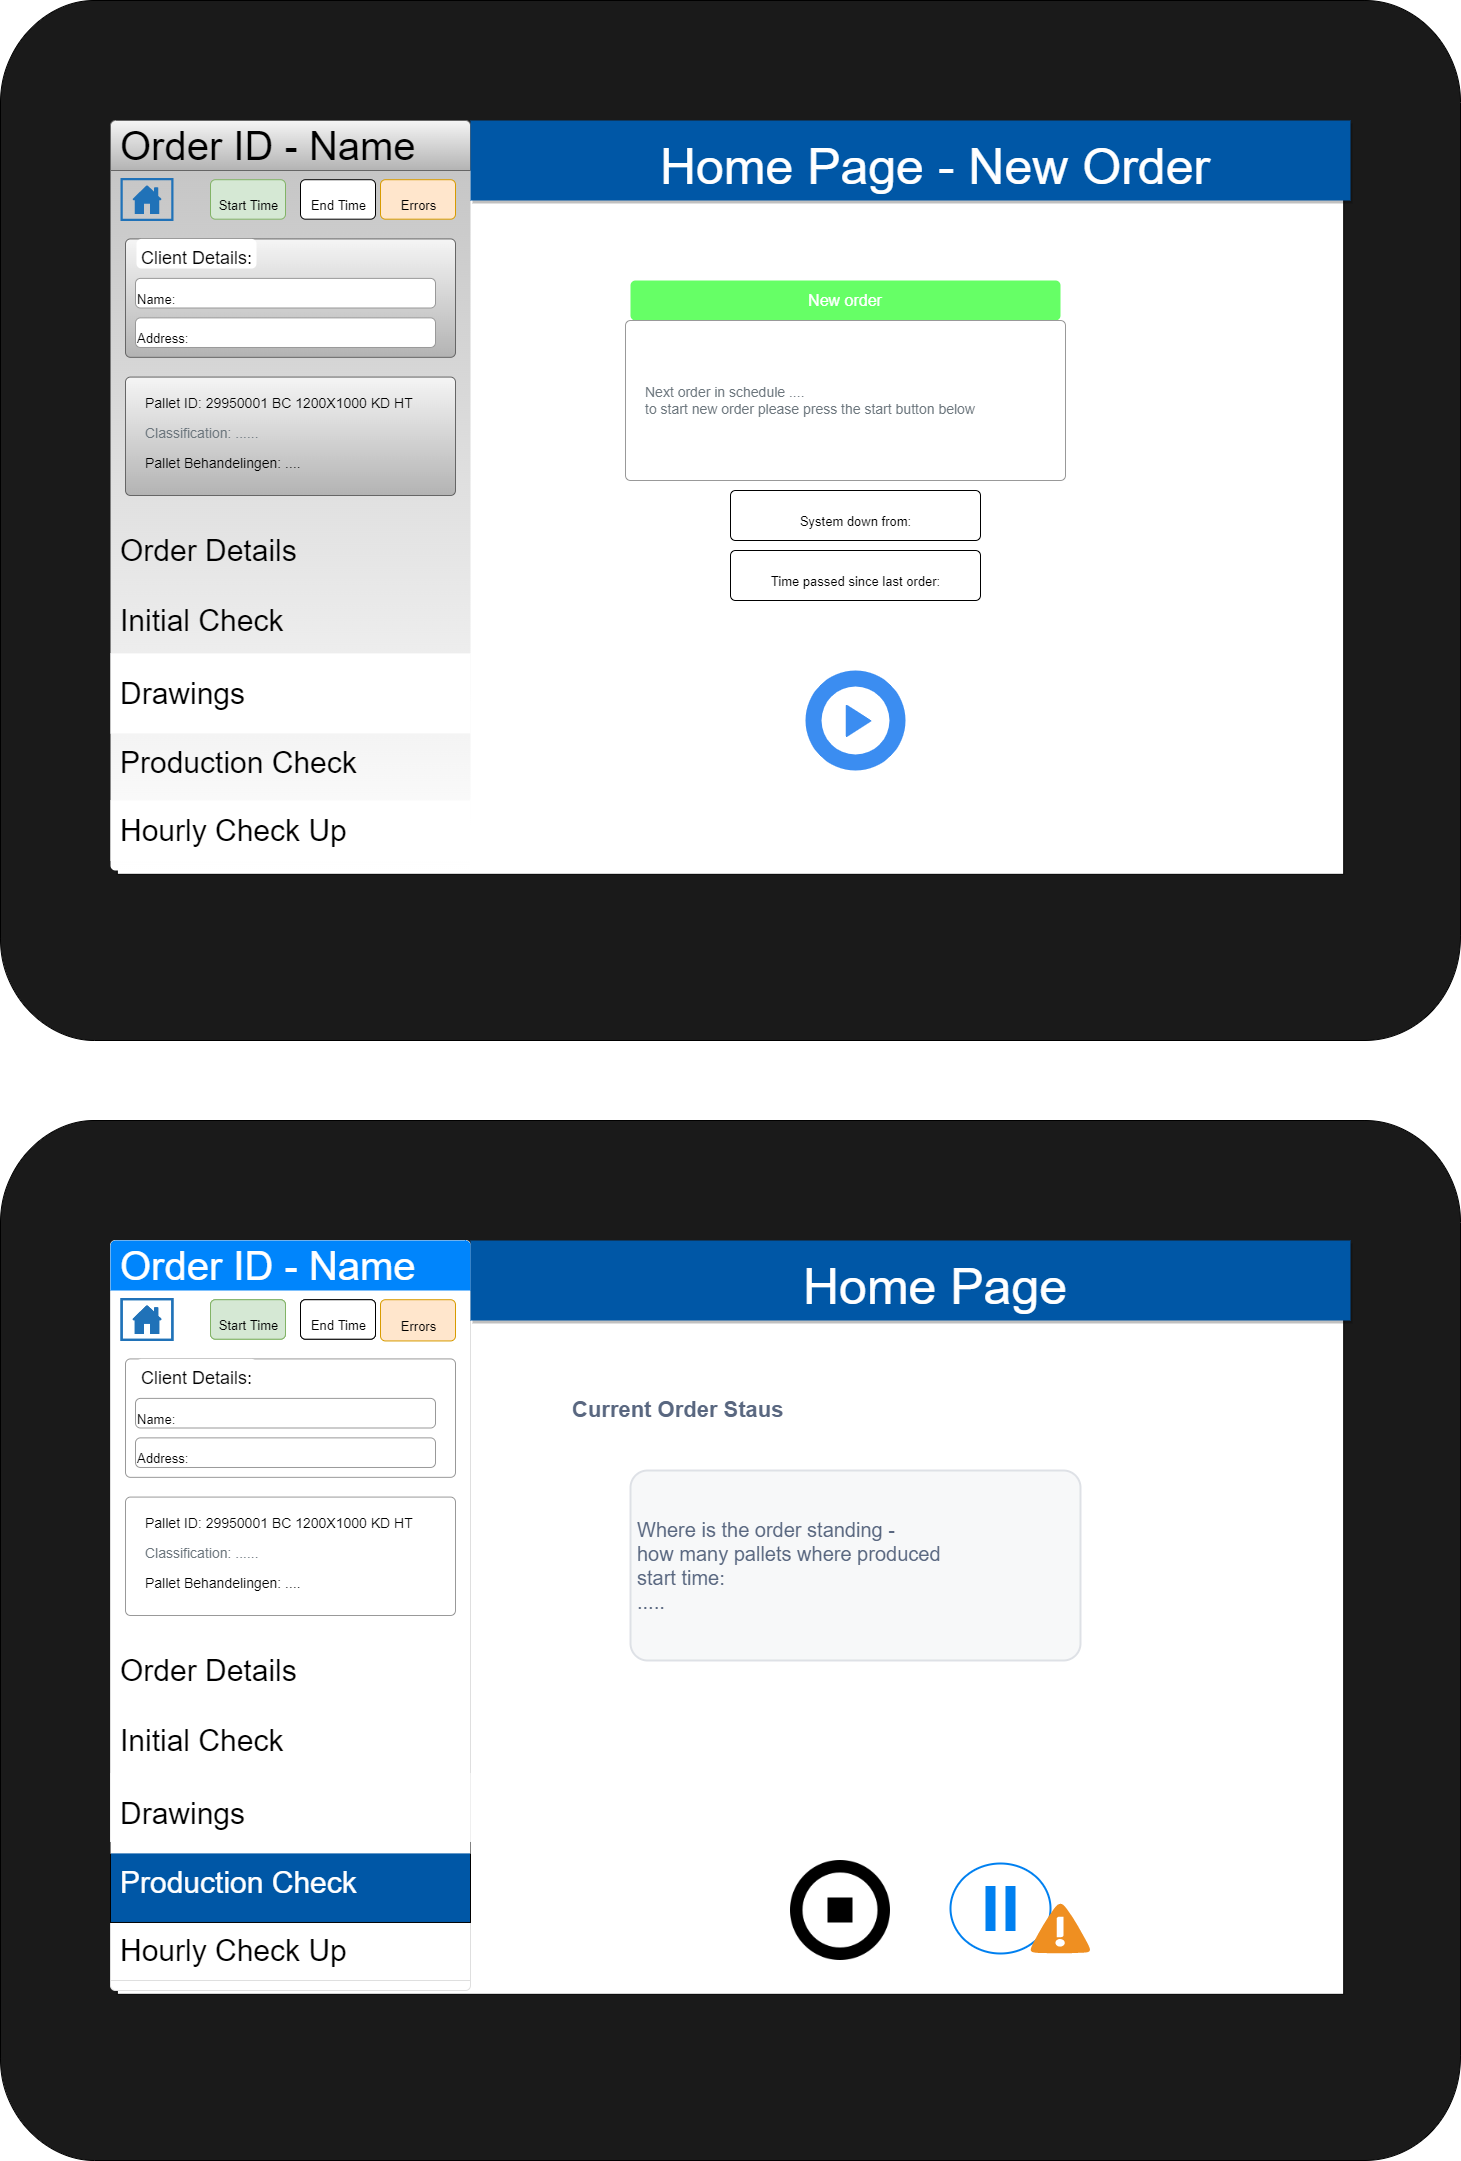 Order ID - Name
Home Page - New Order
Start Time
End Time
Errors
Client Details:
Name:
Address:
Pallet ID: 29950001 BC 1200X1000 KD HT
Classification: ......
Pallet Behandelingen: ....
Order Details
Initial Check
Drawings
Production Check
Hourly Check Up
New order
Next order in schedule ....
to start new order please press the start button below
System down from:
Time passed since last order:
Order ID - Name
Home Page
Start Time
End Time
Errors
Client Details:
Name:
Address:
Pallet ID: 29950001 BC 1200X1000 KD HT
Classification: ......
Pallet Behandelingen: ....
Order Details
Initial Check
Drawings
Production Check
Hourly Check Up
Current Order Staus
Where is the order standing -
how many pallets where produced
start time:
.....